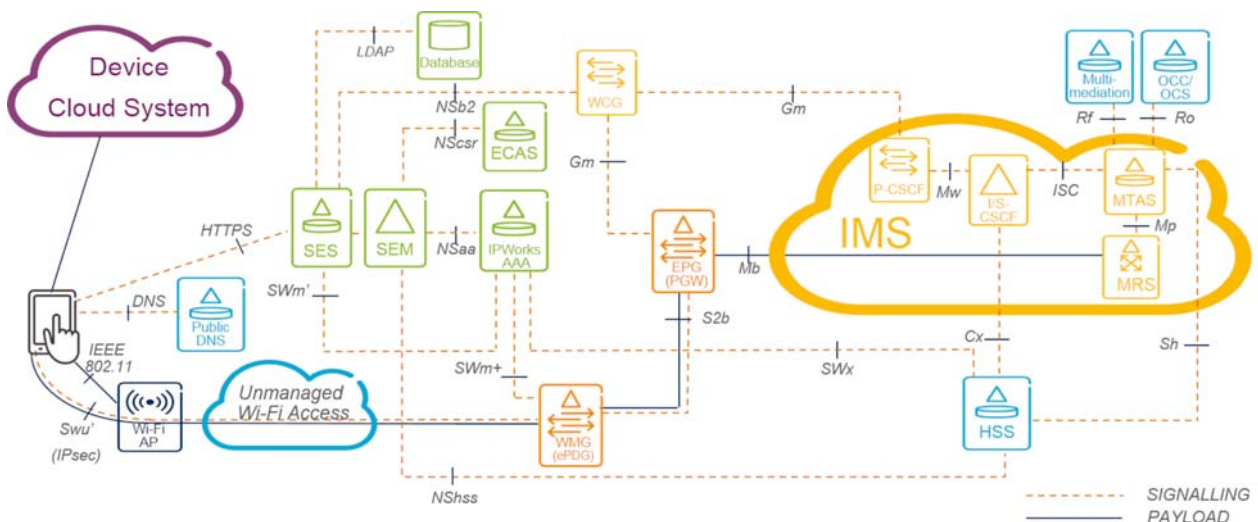 Device
Cloud System
LDAP
Database
NSb2
WCG
Gm
Multi-
mediation
OCC/
OCS
Rf
Ro
NScsr
ECAS
Gm
P-CSCF
Mw
I/S-
CSCF
ISC
MTAS
Mp
MRS
IMS
HTTPS
SES
SEM
NSaa
IPWorks
AAA
EPG
(PGW)
Mb
SWm'
DNS
Public
DNS
S2b
Cx
Sh
IEEE
802.11
SWm+
SWx
Unmanaged
Wi-Fi Access
Swu'
(IPsec)
Wi-Fi
AP
WMG
(ePDG)
HSS
NShss
SIGNALLING
PAYLOAD